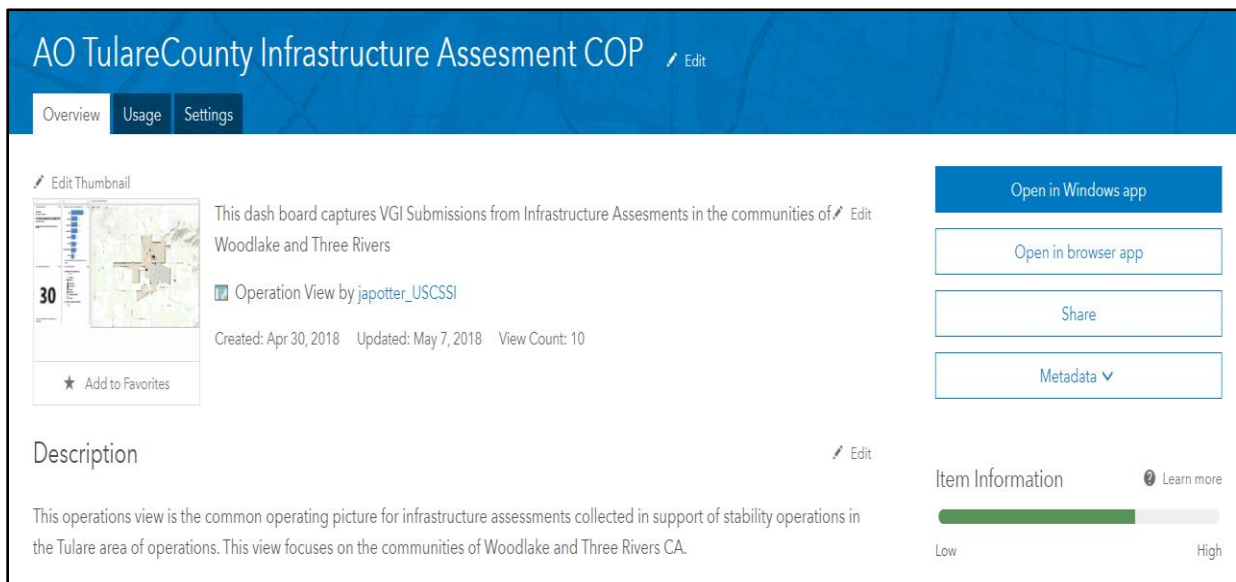 AO TulareCounty Infrastructure Assesment COP Edit
Overview Usage Settings
Edit Thumbnail
This dash board captures VGI Submissions from Infrastructure Assesments in the communities of Edit
Woodlake and Three Rivers
Operation View by japotter_USCSSI
Created: Apr 30, 2018 Updated: May 7, 2018 View Count: 10
30
Add to Favorites
Open in Windows app
Open in browser app
Share
Metadata
Description Edit
This operations view is the common operating picture for infrastructure assessments collected in support of stability operations in
the Tulare area of operations. This view focuses on the communities of Woodlake and Three Rivers CA.
Item Information ? Learn more
Low High